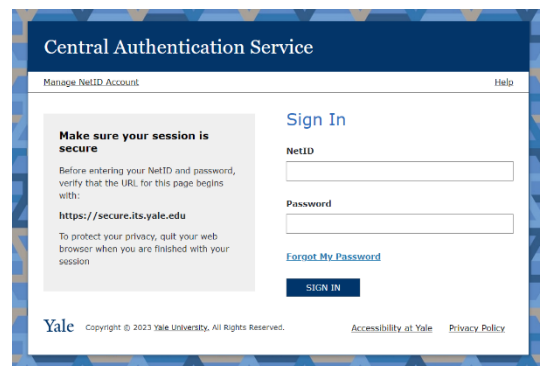 Central Authentication Service
Manage NetID Account
Help
Make sure your session is
secure
Before entering your NetID and password,
verify that the URL for this page begins
with:
https://secure.its.yale.edu
To protect your privacy, quit your web
browser when you are finished with your
session
Sign In
NetID
Password
Forgot My Password
SIGN IN
Yale Copyright © 2023 Yale University. All Rights Reserved.
Accessibility at Yale
Privacy Policy